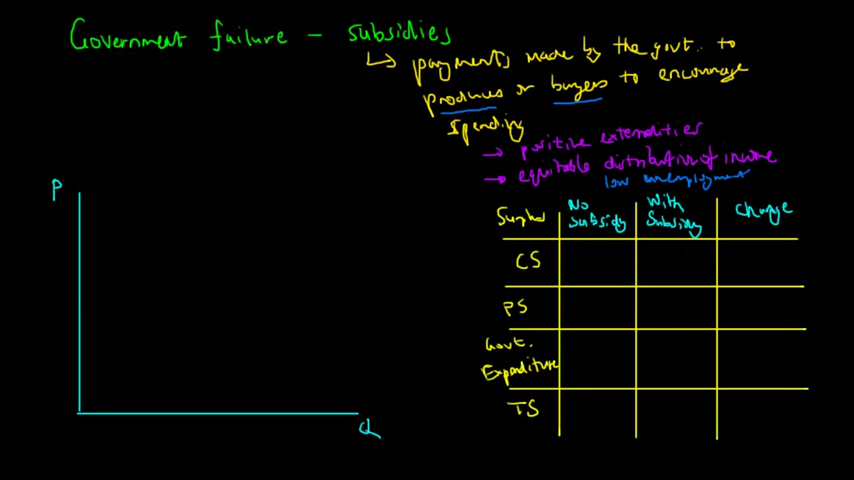 Government failure - subsidies
↳ payments made by the govt. to
produces or buyers to encourage
spending
→ positive externalities
→ equitable distribution of income
low unemployment
P
Surplus No Subsidy With Subsidy Change
CS
PS
Govt.
Expenditure
TS
Q